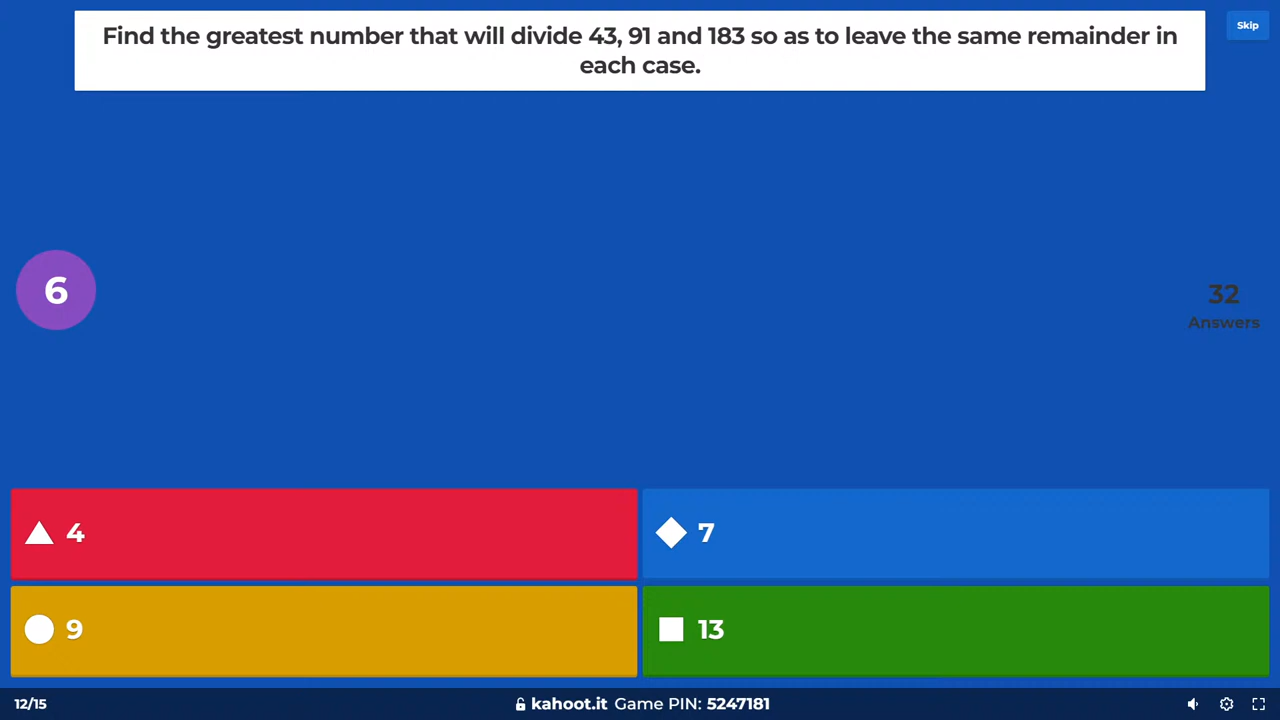 Find the greatest number that will divide 43, 91 and 183 so as to leave the same remainder in
each case.
Skip
6
32
Answers
4
7
9
13
12/15
kahoot.it Game PIN: 5247181